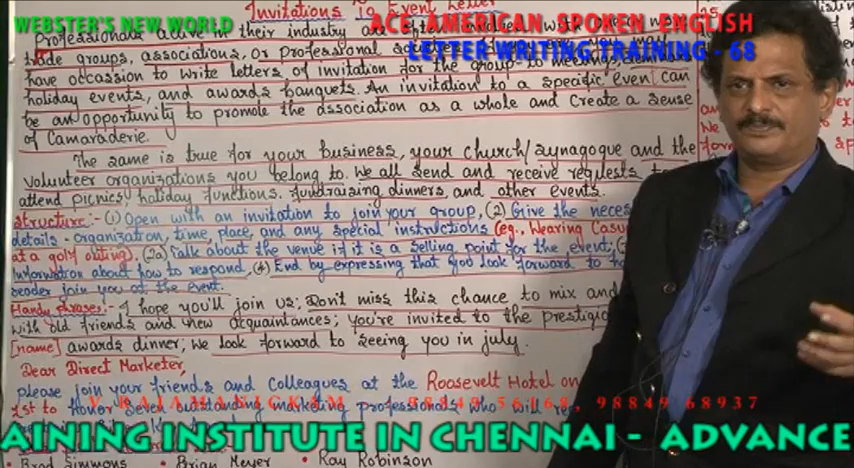 Invitations To Event Letter
WEBSTER'S NEW WORLD
ACE AMERICAN SPOKEN ENGLISH
LETTER WRITING TRAINING - 68
Professionals active in their industry are often involved with
trade groups, associations, or professional
have occassion to write letters of invitation for the group to meetings
holiday events, and awards banquets. An invitation to a specific event can
be an opportunity to promote the association as a whole and create a sense
of Camaraderie.
The same is true for your business, your church/synagogue and the
volunteer organizations you belong to. We all send and receive requests to
attend picnics holiday functions. fundraising dinners and other events.
Structure:- (1) Open with an invitation to join your group, (2) Give the
details - organization, time, place and any special instructions (eg., Wearing
at a golf outing). (2a) Talk about the venue if it is a selling point for the event;
Information about how to respond, (4) End by expressing that you look forward to
reader join you at the event.
Handy phrases:- I hope you'll join us; Don't miss this chance to mix and
with old friends and new acquaintances; you're invited to the
[name] awards dinner; we look forward to seeing you in july.
Dear Direct Marketer,
please join your friends and colleagues at the Roosevelt Hotel on
1st to honor seven outstanding marketing professionals who will
V. RAJAMANICKAM 98849 56168, 98849 68937
AINING INSTITUTE IN CHENNAI - ADVANCE
Brad Simmons • Brian Meyer • Ray Robinson